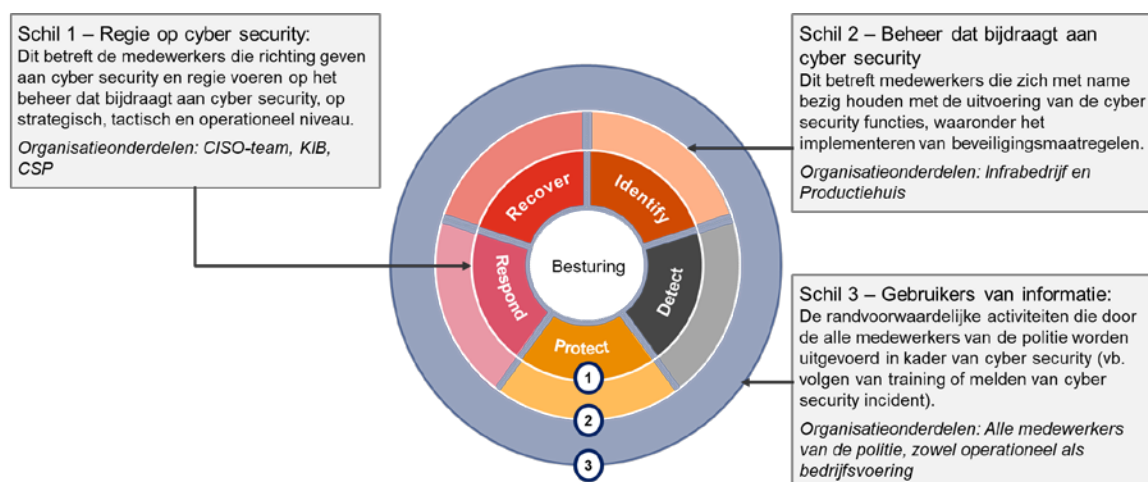 Schil 1 – Regie op cyber security:
Dit betreft de medewerkers die richting geven
aan cyber security en regie voeren op het
beheer dat bijdraagt aan cyber security, op
strategisch, tactisch en operationeel niveau.
Organisatieonderdelen: CISO-team, KIB,
CSP
Recover
Identify
Respond
Besturing
Detect
Protect
1
2
3
Schil 2 – Beheer dat bijdraagt aan
cyber security
Dit betreft medewerkers die zich met name
bezig houden met de uitvoering van de cyber
security functies, waaronder het
implementeren van beveiligingsmaatregelen.
Organisatieonderdelen: Infrabedrijf en
Productiehuis
Schil 3 – Gebruikers van informatie:
De randvoorwaardelijke activiteiten die door
de alle medewerkers van de politie worden
uitgevoerd in kader van cyber security (vb.
volgen van training of melden van cyber
security incident).
Organisatieonderdelen: Alle medewerkers
van de politie, zowel operationeel als
bedrijfsvoering